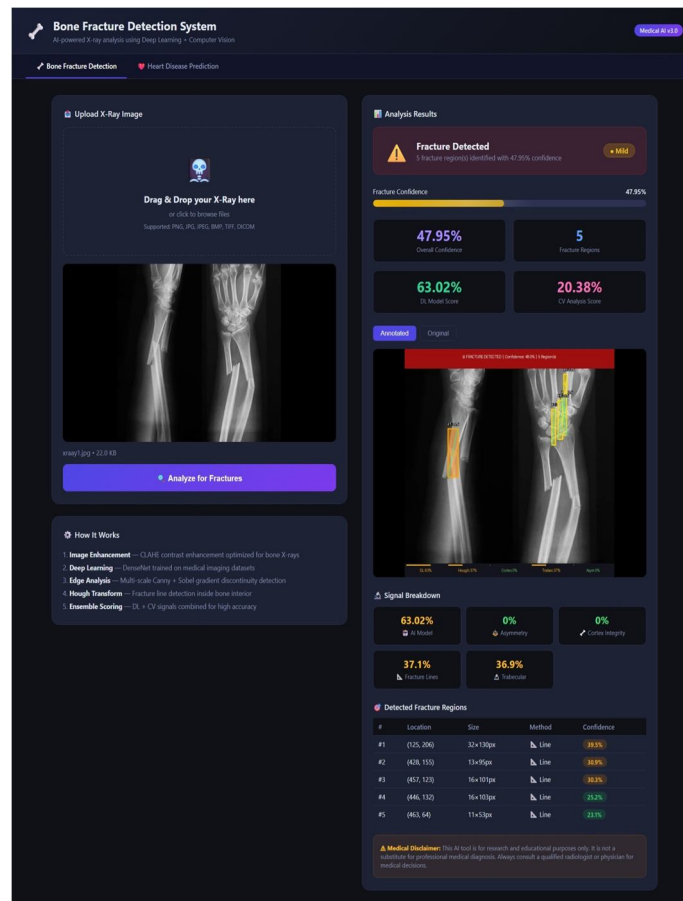 Bone Fracture Detection System
AI-powered X-ray analysis using Deep Learning + Computer Vision
Medical AI v3.0
Bone Fracture Detection
Heart Disease Prediction
Upload X-Ray Image
Drag & Drop your X-Ray here
or click to browse files
Supported: PNG, JPG, JPEG, BMP, TIFF, DICOM
xraay1.jpg • 22.0 KB
Analyze for Fractures
How It Works
1. Image Enhancement — CLAHE contrast enhancement optimized for bone X-rays
2. Deep Learning — DenseNet trained on medical imaging datasets
3. Edge Analysis — Multi-scale Canny + Sobel gradient discontinuity detection
4. Hough Transform — Fracture line detection inside bone interior
5. Ensemble Scoring — DL + CV signals combined for high accuracy
Analysis Results
Fracture Detected
5 fracture region(s) identified with 47.95% confidence
• Mild
Fracture Confidence 47.95%
47.95%
Overall Confidence
5
Fracture Regions
63.02%
DL Model Score
20.38%
CV Analysis Score
Annotated Original
FRACTURE DETECTED | Confidence: 48.0% | 5 Region(s)
Signal Breakdown
63.02%
AI Model
0%
Asymmetry
0%
Cortex Integrity
37.1%
Fracture Lines
36.9%
Trabecular
Detected Fracture Regions
# Location Size Method Confidence
#1 (125, 206) 32×130px Line 39.5%
#2 (428, 155) 13×95px Line 30.9%
#3 (457, 123) 16×101px Line 30.3%
#4 (446, 132) 16×103px Line 25.2%
#5 (463, 64) 11×53px Line 23.1%
Medical Disclaimer: This AI tool is for research and educational purposes only. It is not a
substitute for professional medical diagnosis. Always consult a qualified radiologist or physician for
medical decisions.